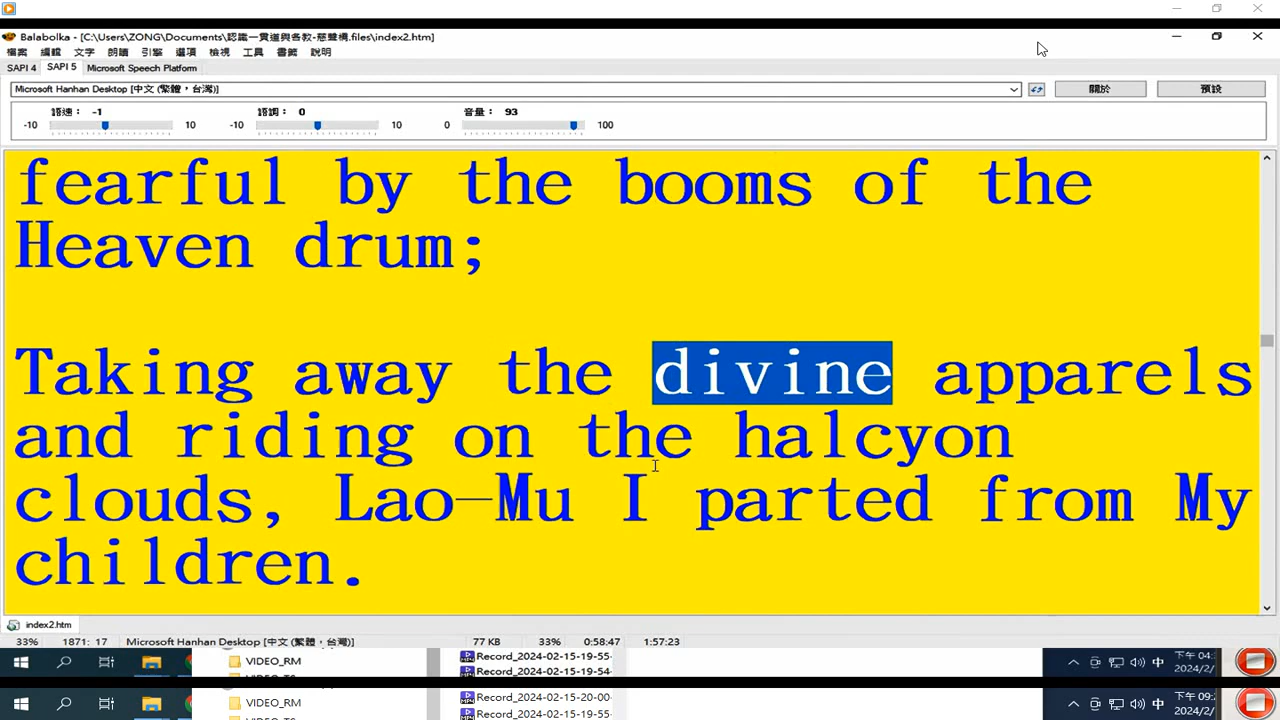 Balabolka - [C:\Users\ZONG\Documents\認識一貫道與各教-慈聲橋.files\index2.htm]
檔案 編輯 文字 朗讀 引擎 選項 檢視 工具 書籤 說明
SAPI 4 SAPI 5 Microsoft Speech Platform
Microsoft Hanhan Desktop [中文 (繁體，台灣)] 關於 預設
語速： -1 語調： 0 音量： 93
-10 10 -10 10 0 100
fearful by the booms of the
Heaven drum;
Taking away the divine apparels
and riding on the halcyon
clouds, Lao-Mu I parted from My
children.
index2.htm
33% 1871: 17 Microsoft Hanhan Desktop [中文 (繁體，台灣)] 77 KB 33% 0:58:47 1:57:23
VIDEO_RM Record_2024-02-15-19-55- 下午 04:
Record_2024-02-15-19-54- 2024/2/
VIDEO_RM Record_2024-02-15-20-00- 下午 09:
Record_2024-02-15-19-55- 2024/2/
中
中